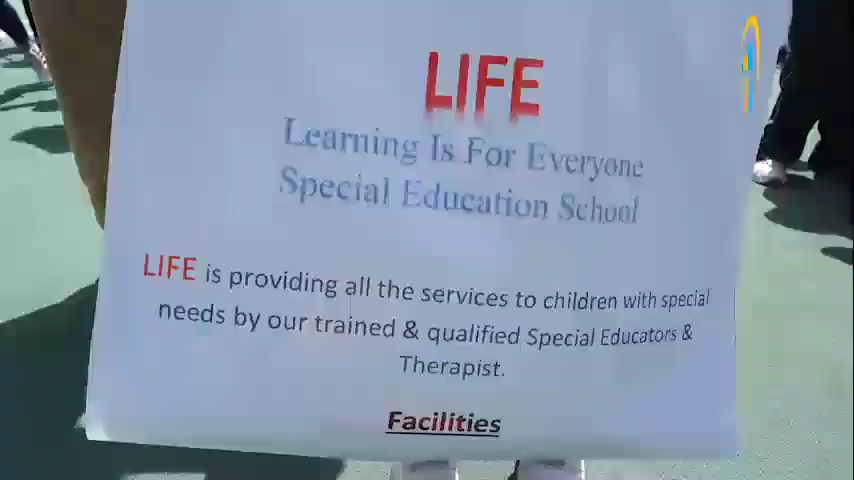 LIFE
Learning Is For Everyone
Special Education School
LIFE is providing all the services to children with special
needs by our trained & qualified Special Educators &
Therapist.
Facilities